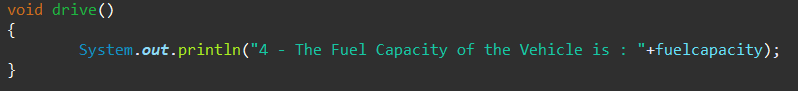 void drive()
{
        System.out.println("4 - The Fuel Capacity of the Vehicle is : "+fuelcapacity);
}